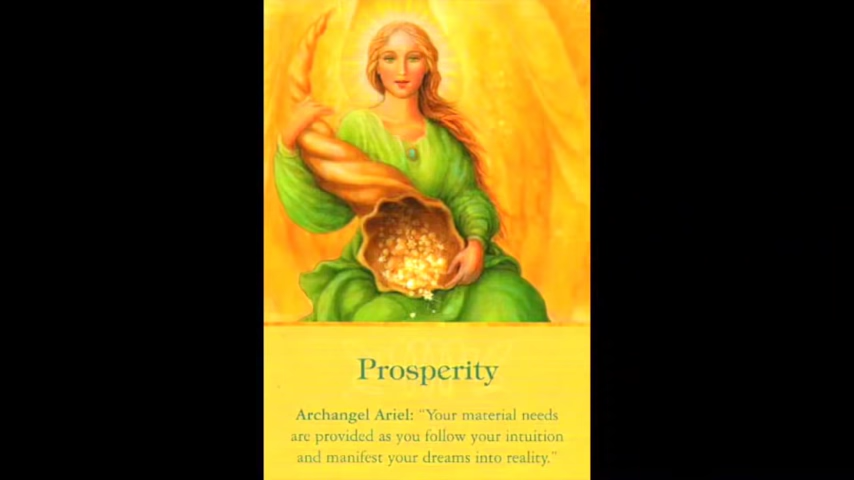 Prosperity
Archangel Ariel: “Your material needs
are provided as you follow your intuition
and manifest your dreams into reality.”